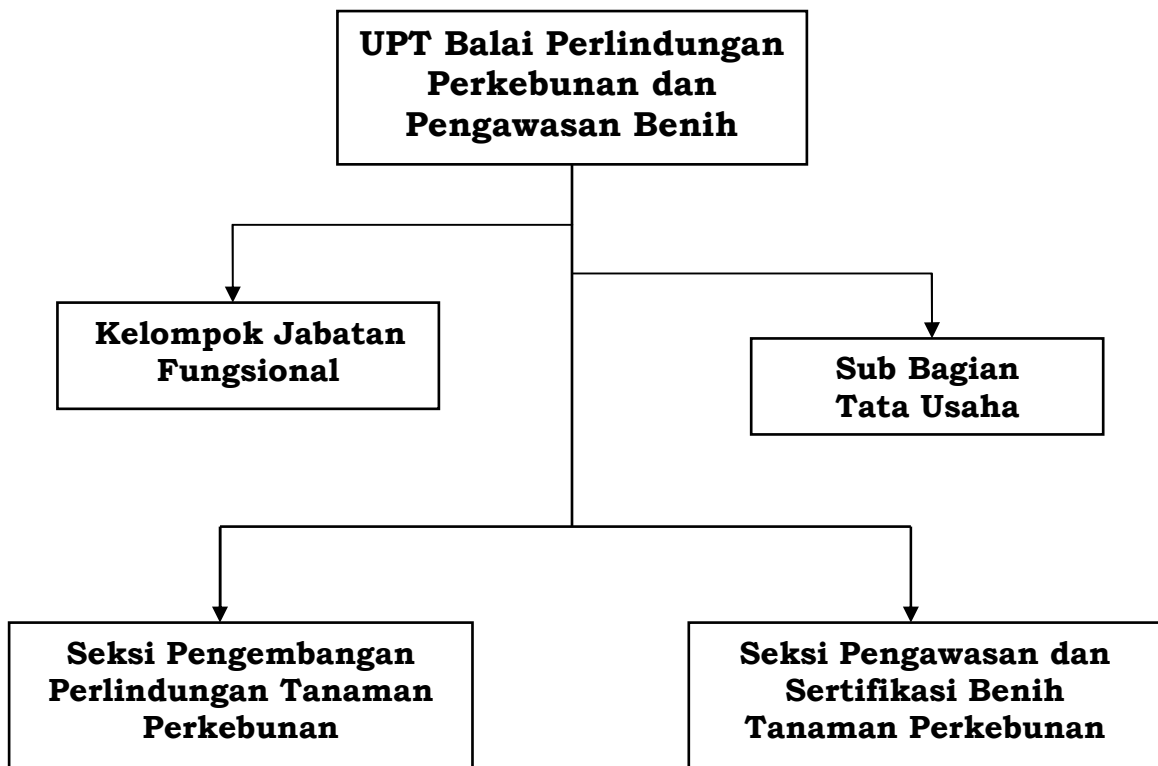 UPT Balai Perlindungan
Perkebunan dan
Pengawasan Benih
Kelompok Jabatan
Fungsional
Sub Bagian
Tata Usaha
Seksi Pengembangan
Perlindungan Tanaman
Perkebunan
Seksi Pengawasan dan
Sertifikasi Benih
Tanaman Perkebunan